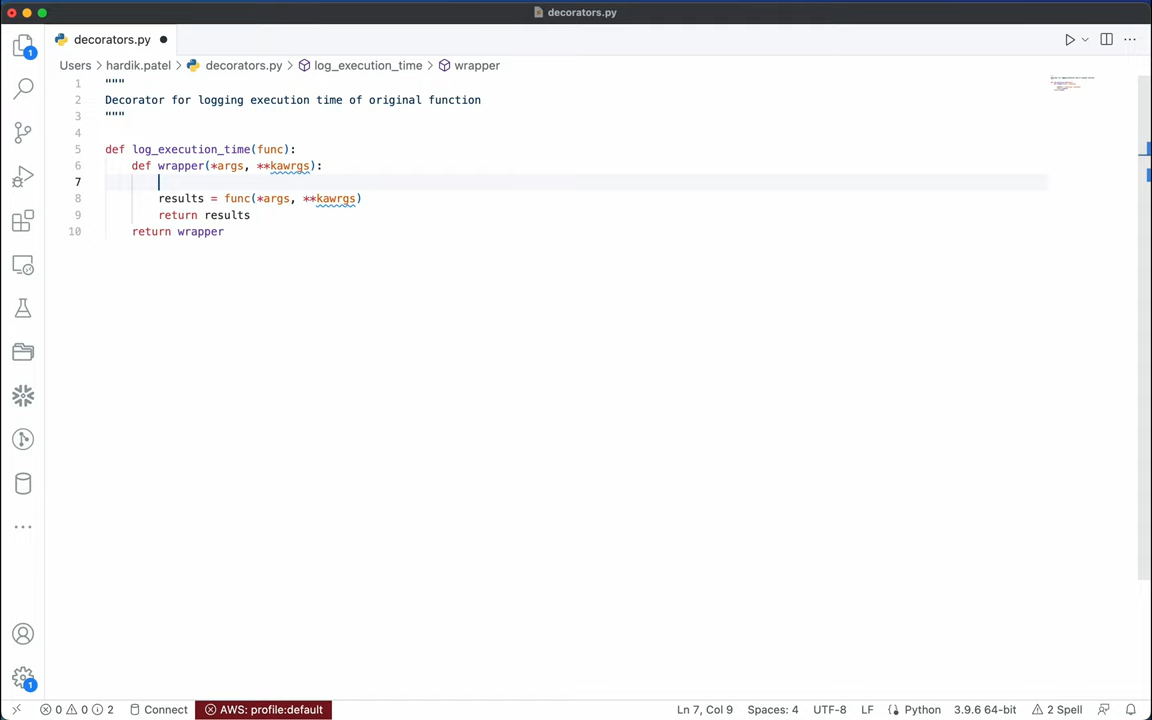 decorators.py
1
decorators.py
Users > hardik.patel > decorators.py > log_execution_time > wrapper
1 """
2 Decorator for logging execution time of original function
3 """
4
5 def log_execution_time(func):
6 def wrapper(*args, **kawrgs):
7
8 results = func(*args, **kawrgs)
9 return results
10 return wrapper
1
0 0 2 Connect AWS: profile:default Ln 7, Col 9 Spaces: 4 UTF-8 LF Python 3.9.6 64-bit 2 Spell